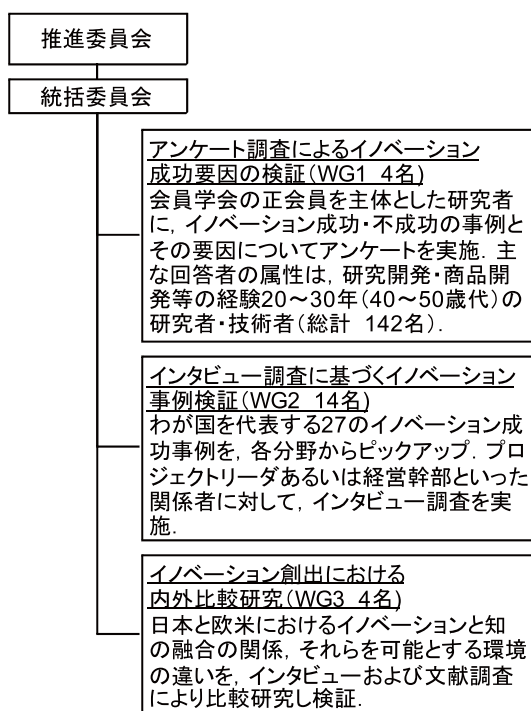 推進委員会
統括委員会
アンケート調査によるイノベーション
成功要因の検証(WG1 4名)
会員学会の正会員を主体とした研究者
に，イノベーション成功・不成功の事例と
その要因についてアンケートを実施．主
な回答者の属性は，研究開発・商品開
発等の経験20～30年(40～50歳代)の
研究者・技術者(総計 142名)．
インタビュー調査に基づくイノベーション
事例検証(WG2 14名)
わが国を代表する27のイノベーション成
功事例を，各分野からピックアップ．プロ
ジェクトリーダあるいは経営幹部といった
関係者に対して，インタビュー調査を実
施．
イノベーション創出における
内外比較研究(WG3 4名)
日本と欧米におけるイノベーションと知
の融合の関係，それらを可能とする環境
の違いを，インタビューおよび文献調査
により比較研究し検証．